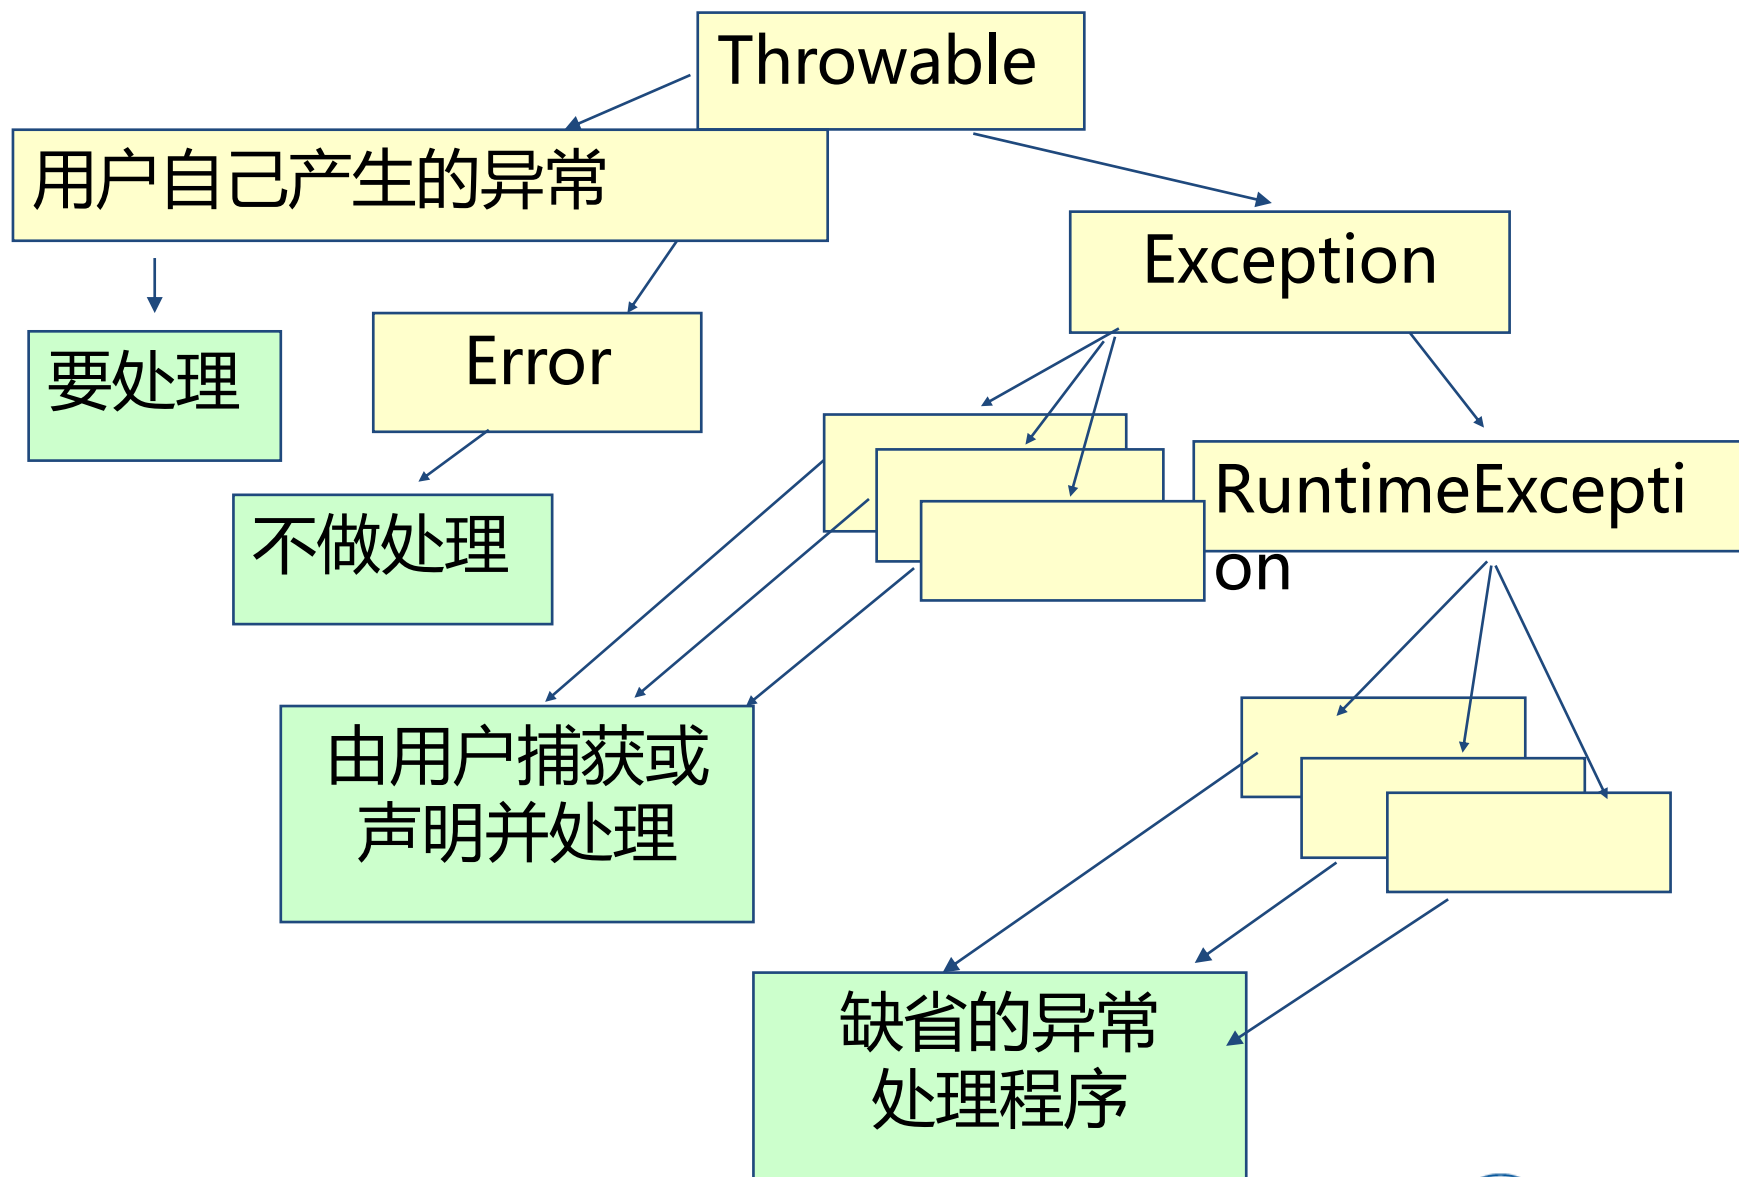 Throwable
用户自己产生的异常
Exception
要处理
Error
RuntimeExcepti
on
不做处理
由用户捕获或
声明并处理
缺省的异常
处理程序